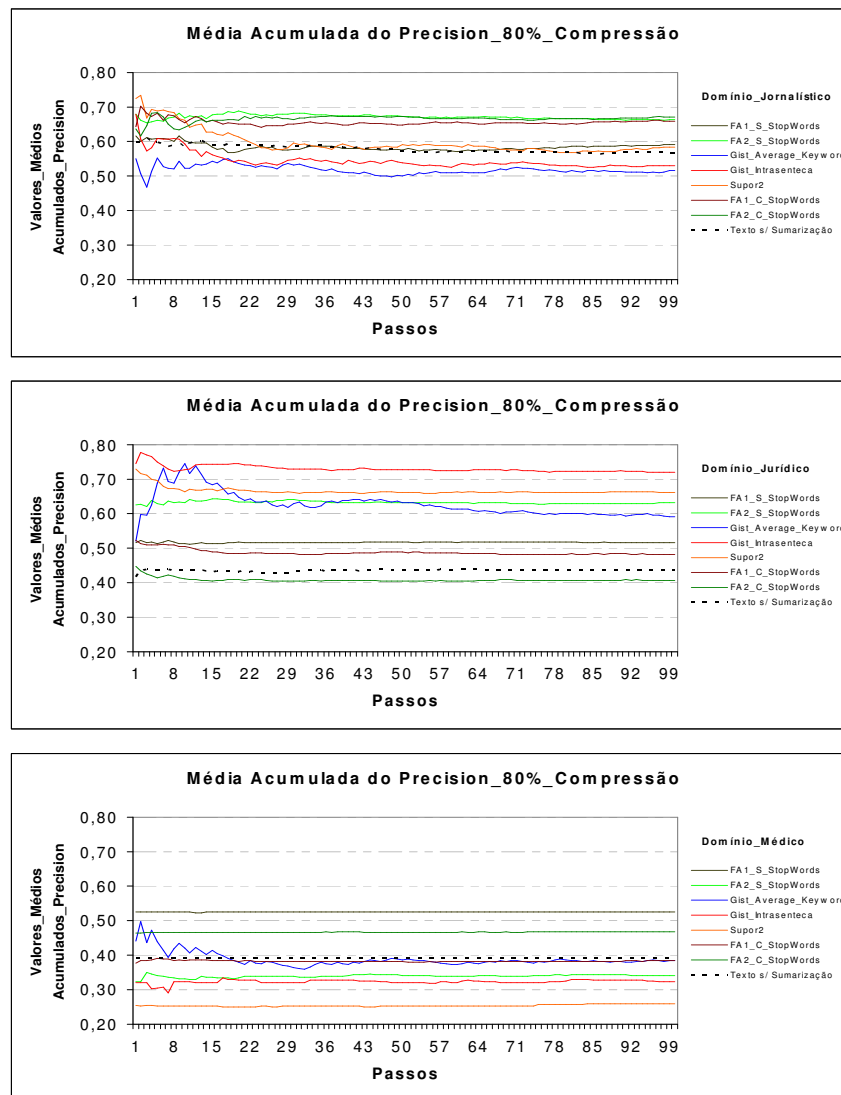 Média Acumulada do Precision_80%_Compressão
Valores_Médios
Acumulados_Precision
0,80
0,70
0,60
0,50
0,40
0,30
0,20
1 8 15 22 29 36 43 50 57 64 71 78 85 92 99
Passos
Domínio_Jornalístico
FA1_S_StopWords
FA2_S_StopWords
Gist_Average_Keyword
Gist_Intrasenteca
Supor2
FA1_C_StopWords
FA2_C_StopWords
Texto s/ Sumarização
Média Acumulada do Precision_80%_Compressão
Valores_Médios
Acumulados_Precision
0,80
0,70
0,60
0,50
0,40
0,30
0,20
1 8 15 22 29 36 43 50 57 64 71 78 85 92 99
Passos
Domínio_Jurídico
FA1_S_StopWords
FA2_S_StopWords
Gist_Average_Keyword
Gist_Intrasenteca
Supor2
FA1_C_StopWords
FA2_C_StopWords
Texto s/ Sumarização
Média Acumulada do Precision_80%_Compressão
Valores_Médios
Acumulados_Precision
0,80
0,70
0,60
0,50
0,40
0,30
0,20
1 8 15 22 29 36 43 50 57 64 71 78 85 92 99
Passos
Domínio_Médico
FA1_S_StopWords
FA2_S_StopWords
Gist_Average_Keyword
Gist_Intrasenteca
Supor2
FA1_C_StopWords
FA2_C_StopWords
Texto s/ Sumarização